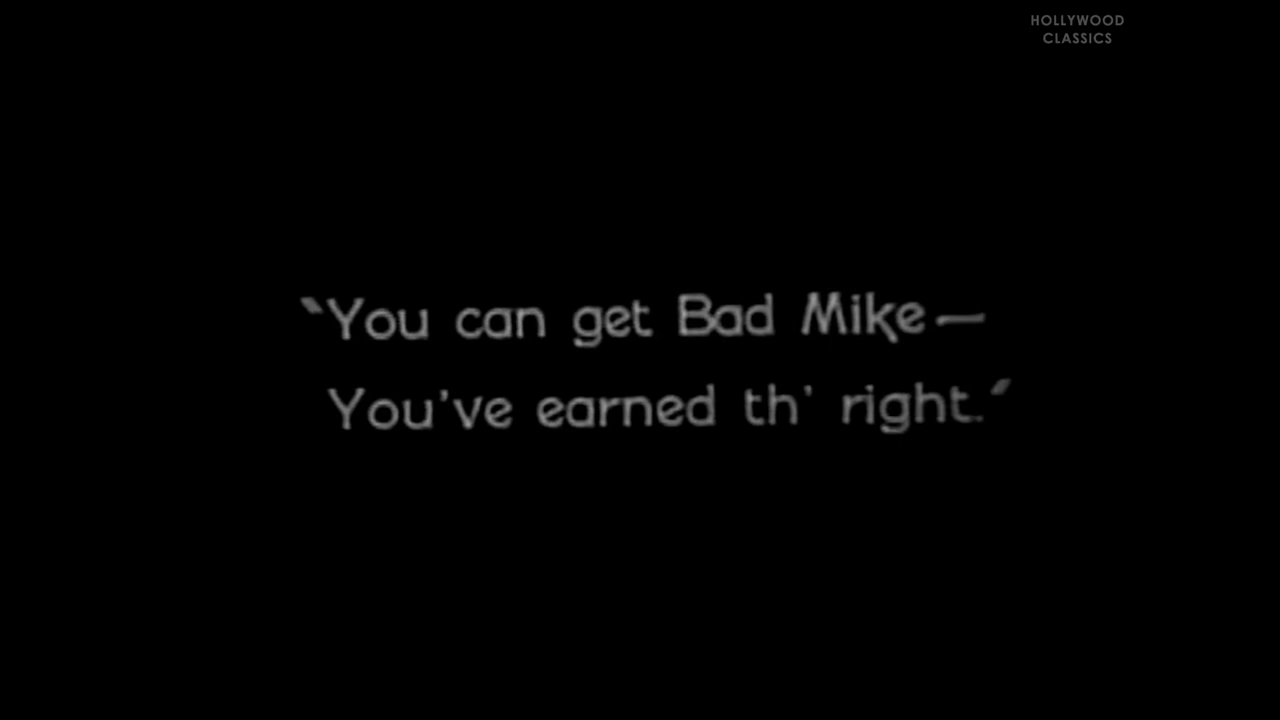 HOLLYWOOD
CLASSICS
“You can get Bad Mike—
You've earned th' right.”